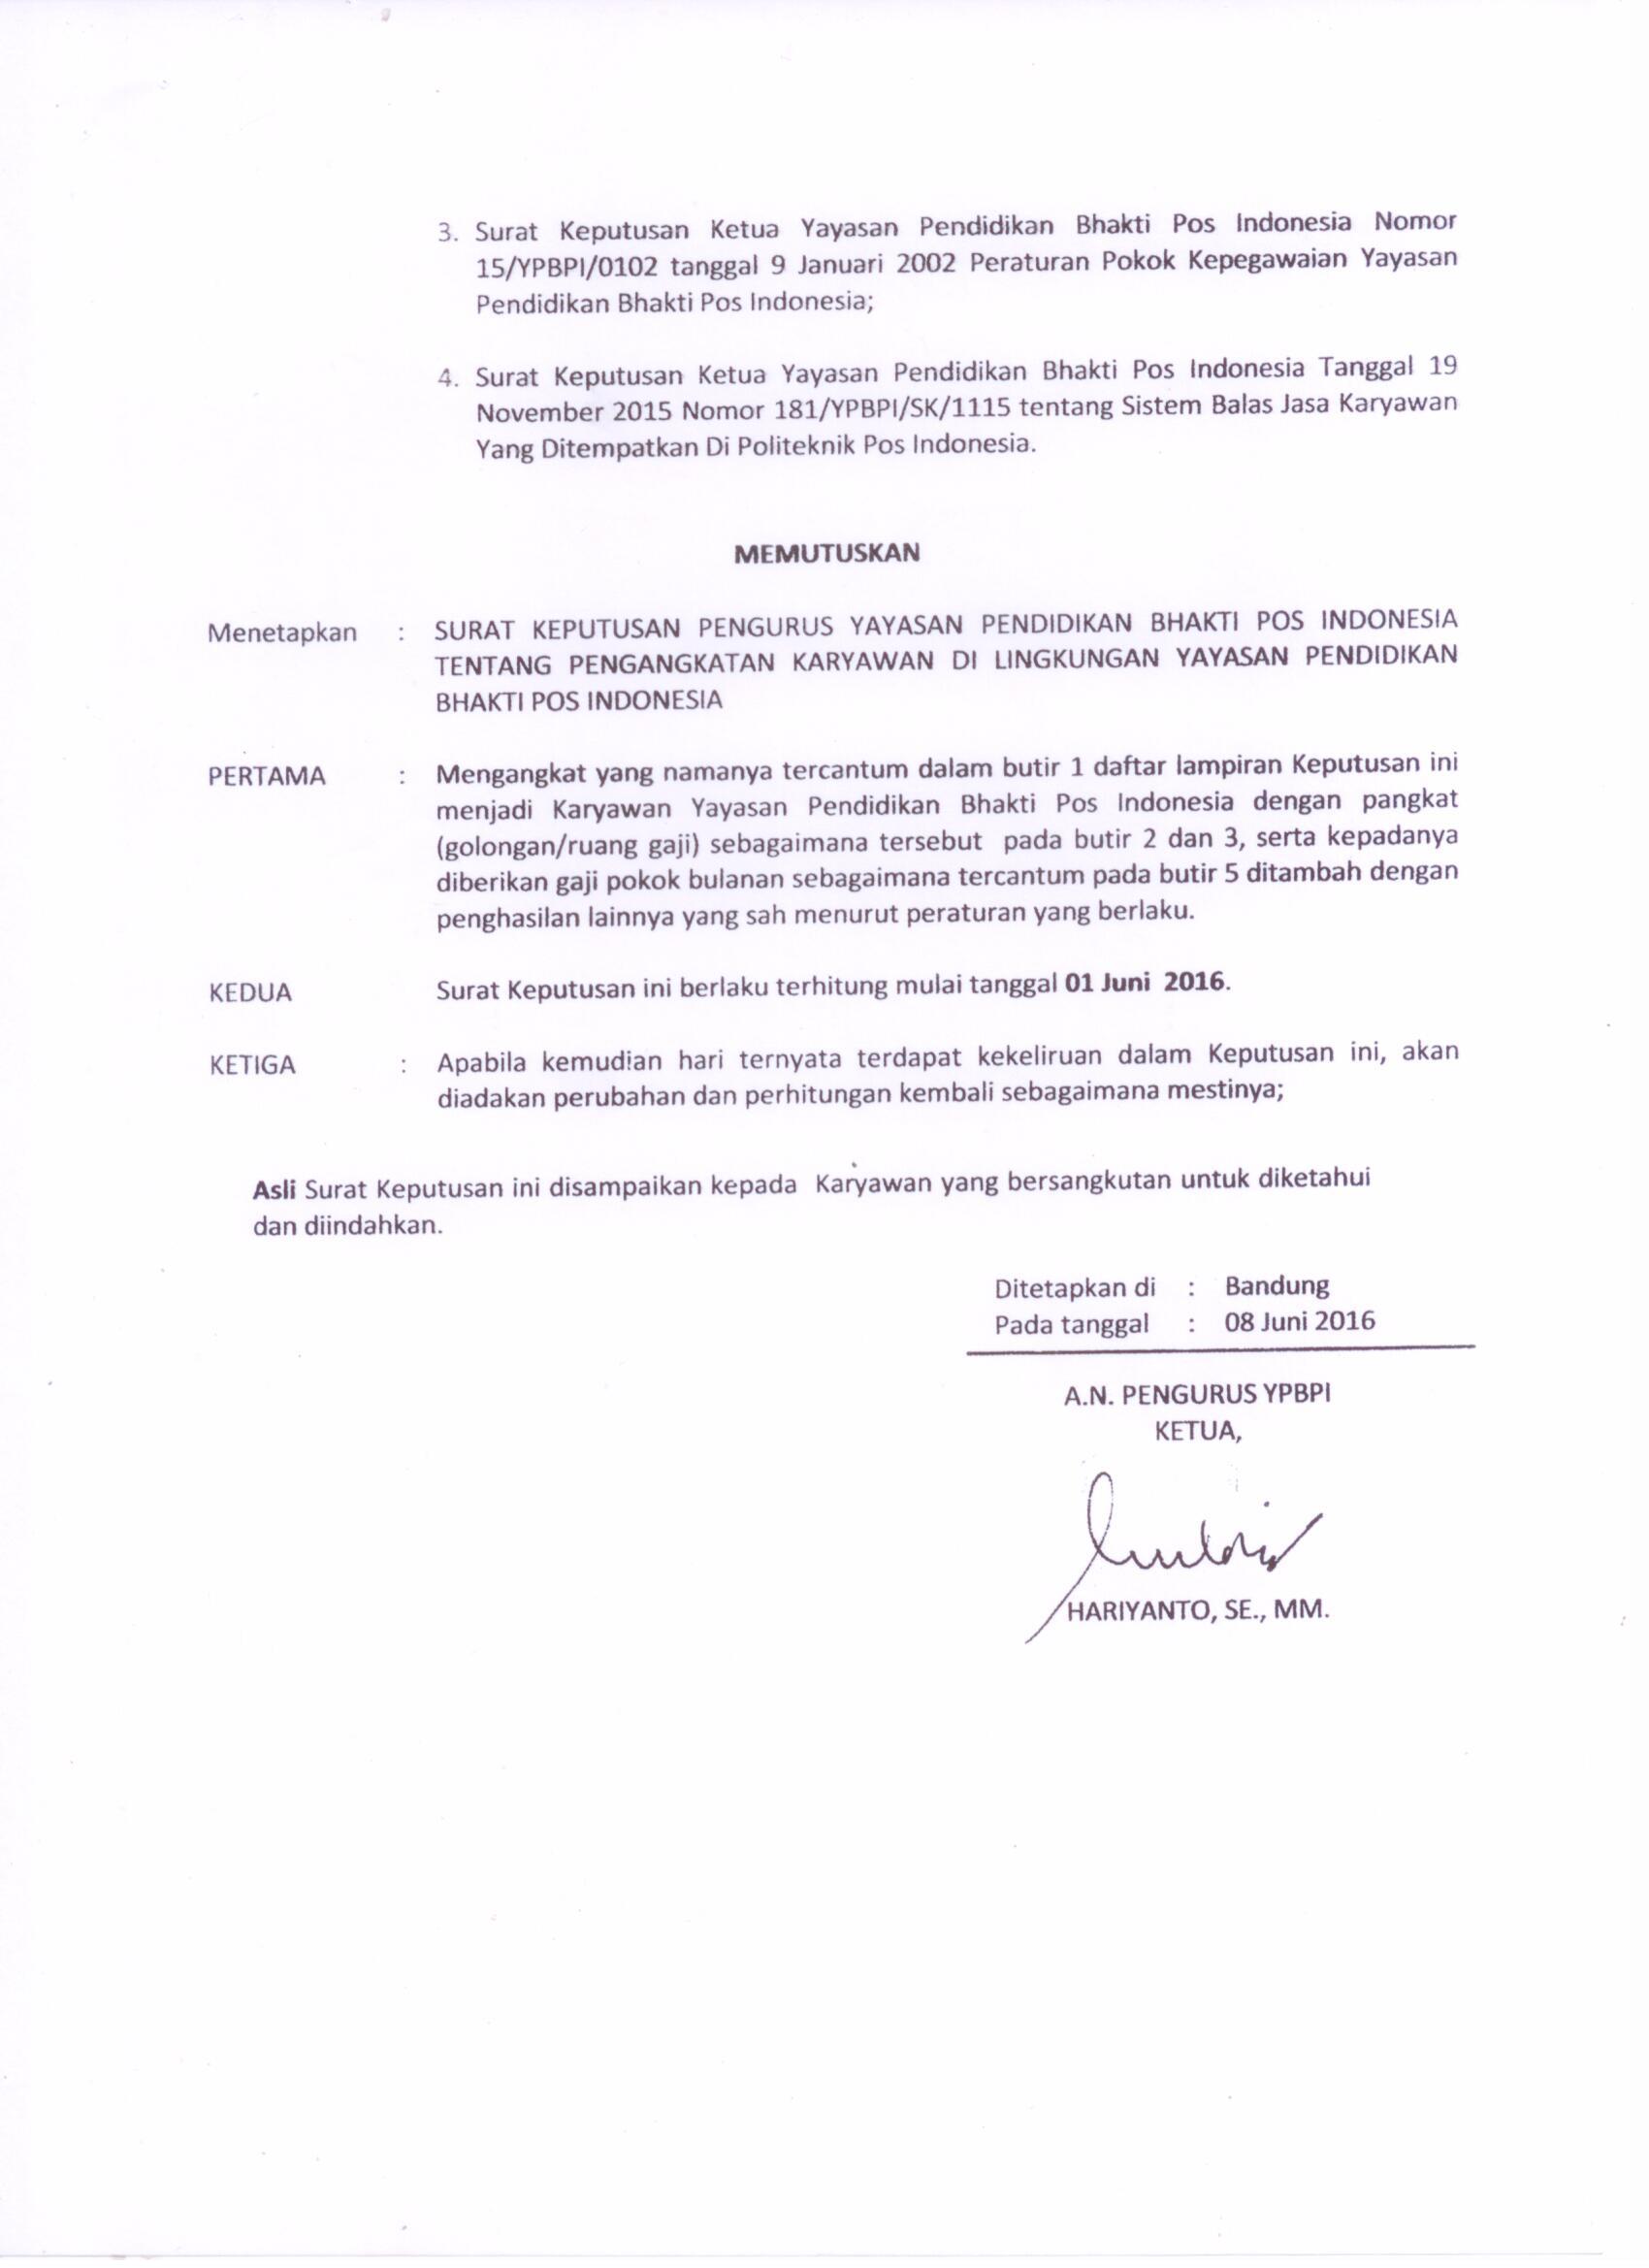 3. Surat Keputusan Ketua Yayasan Pendidikan Bhakti Pos Indonesia Nomor
15/YPBPI/0102 tanggal 9 Januari 2002 Peraturan Pokok Kepegawaian Yayasan
Pendidikan Bhakti Pos Indonesia;
4. Surat Keputusan Ketua Yayasan Pendidikan Bhakti Pos Indonesia Tanggal 19
November 2015 Nomor 181/YPBPI/SK/1115 tentang Sistem Balas Jasa Karyawan
Yang Ditempatkan Di Politeknik Pos Indonesia.
MEMUTUSKAN
Menetapkan : SURAT KEPUTUSAN PENGURUS YAYASAN PENDIDIKAN BHAKTI POS INDONESIA
TENTANG PENGANGKATAN KARYAWAN DI LINGKUNGAN YAYASAN PENDIDIKAN
BHAKTI POS INDONESIA
PERTAMA : Mengangkat yang namanya tercantum dalam butir 1 daftar lampiran Keputusan ini
menjadi Karyawan Yayasan Pendidikan Bhakti Pos Indonesia dengan pangkat
(golongan/ruang gaji) sebagaimana tersebut pada butir 2 dan 3, serta kepadanya
diberikan gaji pokok bulanan sebagaimana tercantum pada butir 5 ditambah dengan
penghasilan lainnya yang sah menurut peraturan yang berlaku.
KEDUA Surat Keputusan ini berlaku terhitung mulai tanggal 01 Juni 2016.
KETIGA : Apabila kemudian hari ternyata terdapat kekeliruan dalam Keputusan ini, akan
diadakan perubahan dan perhitungan kembali sebagaimana mestinya;
Asli Surat Keputusan ini disampaikan kepada Karyawan yang bersangkutan untuk diketahui
dan diindahkan.
Ditetapkan di : Bandung
Pada tanggal : 08 Juni 2016
A.N. PENGURUS YPBPI
KETUA,
HARIYANTO, SE., MM.